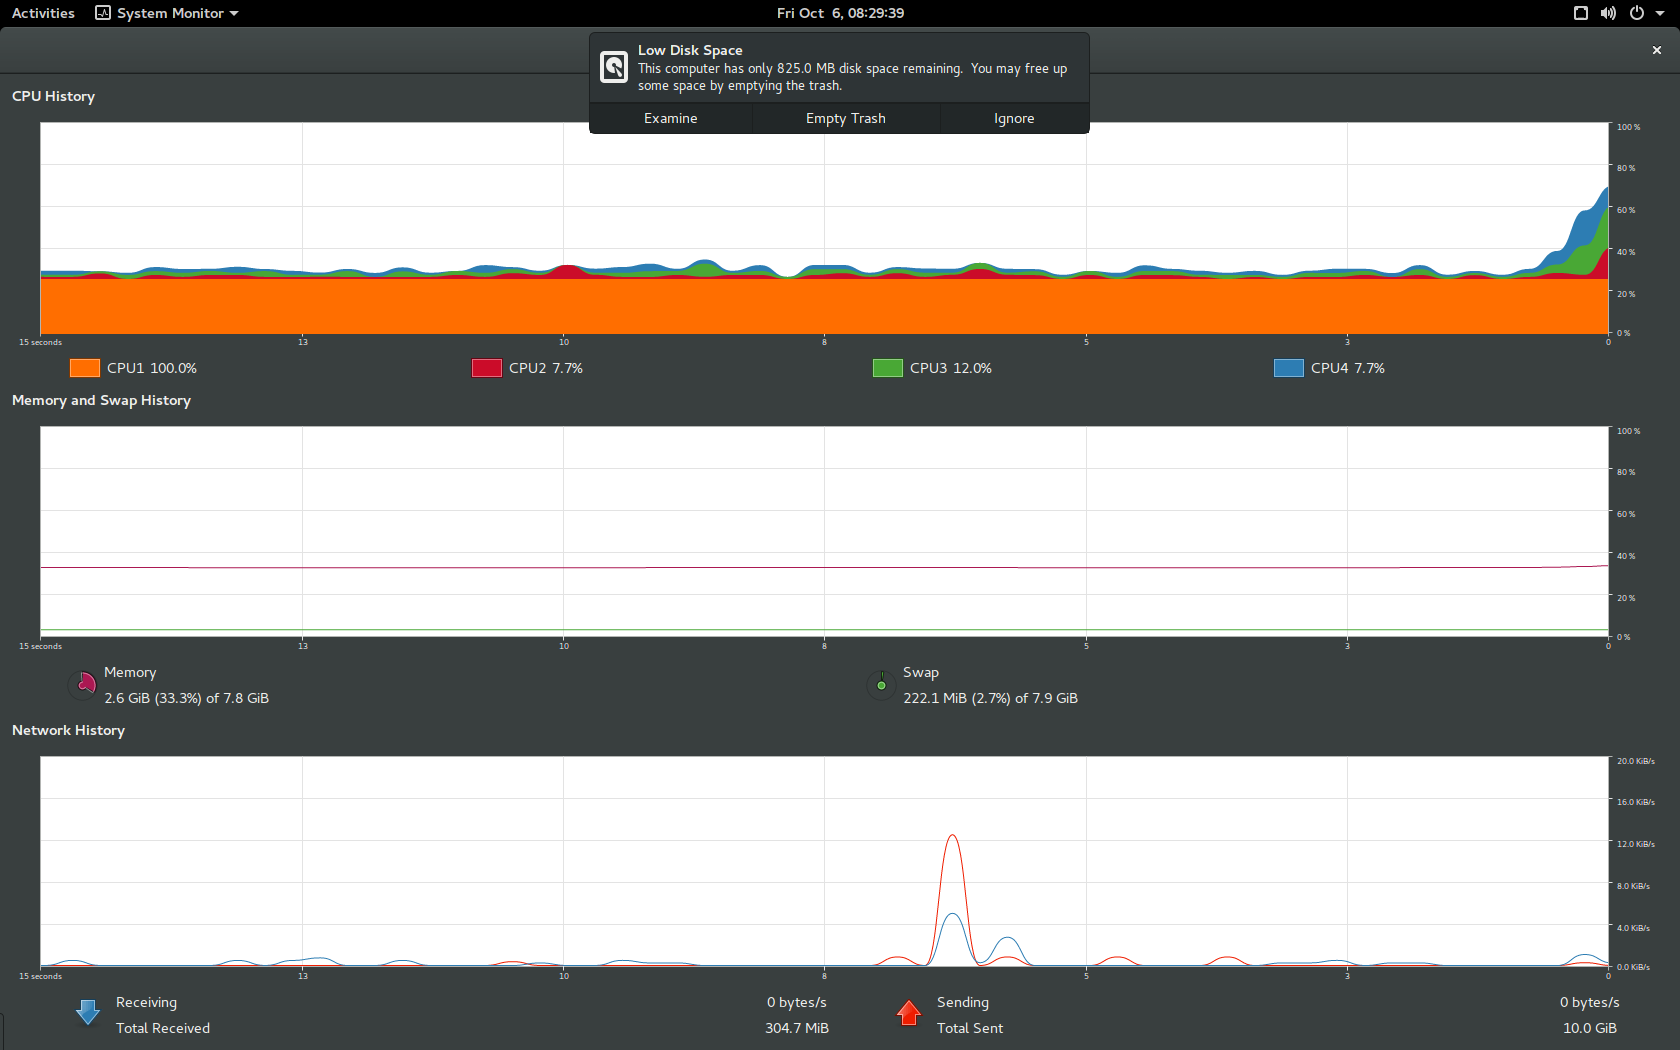 Activities System Monitor Fri Oct 6, 08:29:39
Low Disk Space
This computer has only 825.0 MB disk space remaining. You may free up
some space by emptying the trash.
Examine Empty Trash Ignore
CPU History
100 %
80 %
60 %
40 %
20 %
0 %
15 seconds 13 10 8 5 3 0
CPU1 100.0% CPU2 7.7% CPU3 12.0% CPU4 7.7%
Memory and Swap History
100 %
80 %
60 %
40 %
20 %
0 %
15 seconds 13 10 8 5 3 0
Memory Swap
2.6 GiB (33.3%) of 7.8 GiB 222.1 MiB (2.7%) of 7.9 GiB
Network History
20.0 KiB/s
16.0 KiB/s
12.0 KiB/s
8.0 KiB/s
4.0 KiB/s
0.0 KiB/s
15 seconds 13 10 8 5 3 0
Receiving 0 bytes/s Sending 0 bytes/s
Total Received 304.7 MiB Total Sent 10.0 GiB